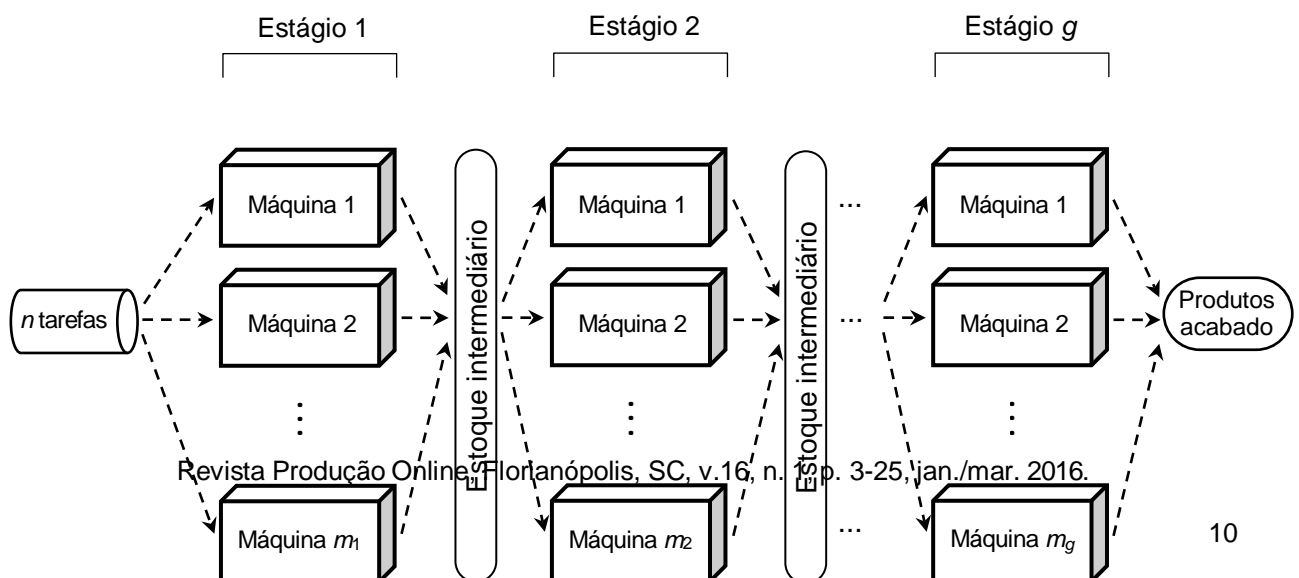 Estágio 1
Estágio 2
Estágio g
Máquina 1
Máquina 1
...
Máquina 1
n tarefas
Máquina 2
Estoque intermediário
Máquina 2
Estoque intermediário
...
Máquina 2
Produtos
acabado
...
...
...
Revista Produção Online, Florianópolis, SC, v.16, n. 1, p. 3-25, jan./mar. 2016.
Máquina m1
Máquina m2
...
Máquina mg
10